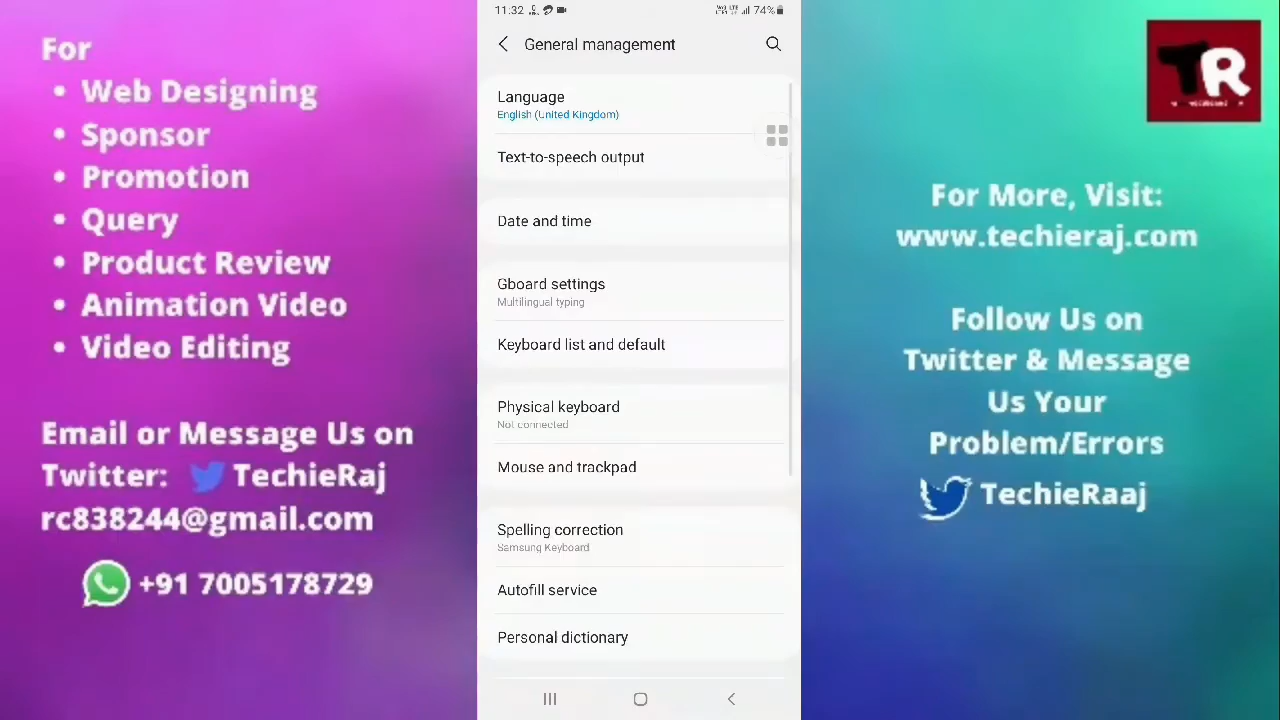 For
• Web Designing
• Sponsor
• Promotion
• Query
• Product Review
• Animation Video
• Video Editing
Email or Message Us on
Twitter: TechieRaj
rc838244@gmail.com
+91 7005178729
11:32
74%
General management
Language
English (United Kingdom)
Text-to-speech output
Date and time
Gboard settings
Multilingual typing
Keyboard list and default
Physical keyboard
Not connected
Mouse and trackpad
Spelling correction
Samsung Keyboard
Autofill service
Personal dictionary
TR
For More, Visit:
www.techieraj.com
Follow Us on
Twitter & Message
Us Your
Problem/Errors
TechieRaaj